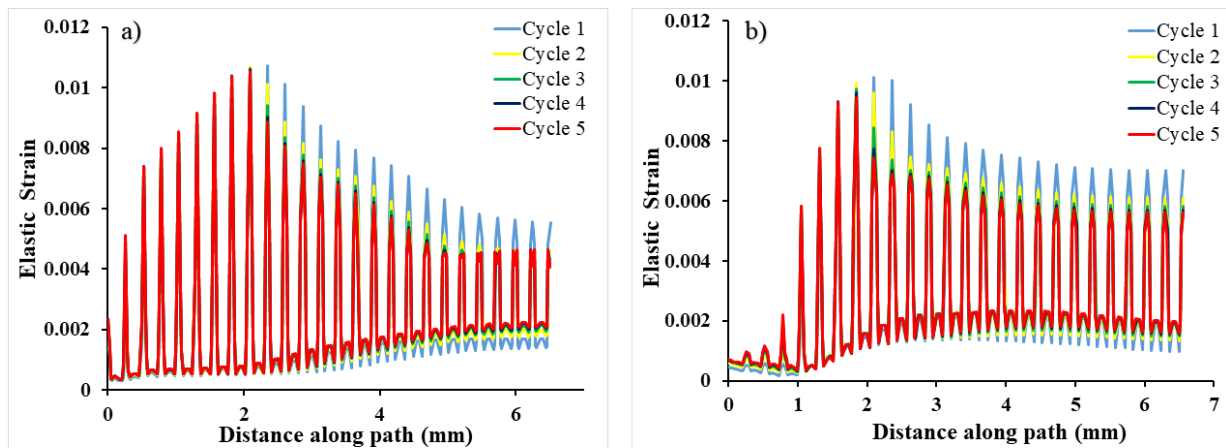 a)
Cycle 1
Cycle 2
Cycle 3
Cycle 4
Cycle 5
Elastic Strain
0.012
0.01
0.008
0.006
0.004
0.002
0
0 2 4 6
Distance along path (mm)
b)
Cycle 1
Cycle 2
Cycle 3
Cycle 4
Cycle 5
Elastic Strain
0.012
0.01
0.008
0.006
0.004
0.002
0
0 1 2 3 4 5 6 7
Distance along path (mm)